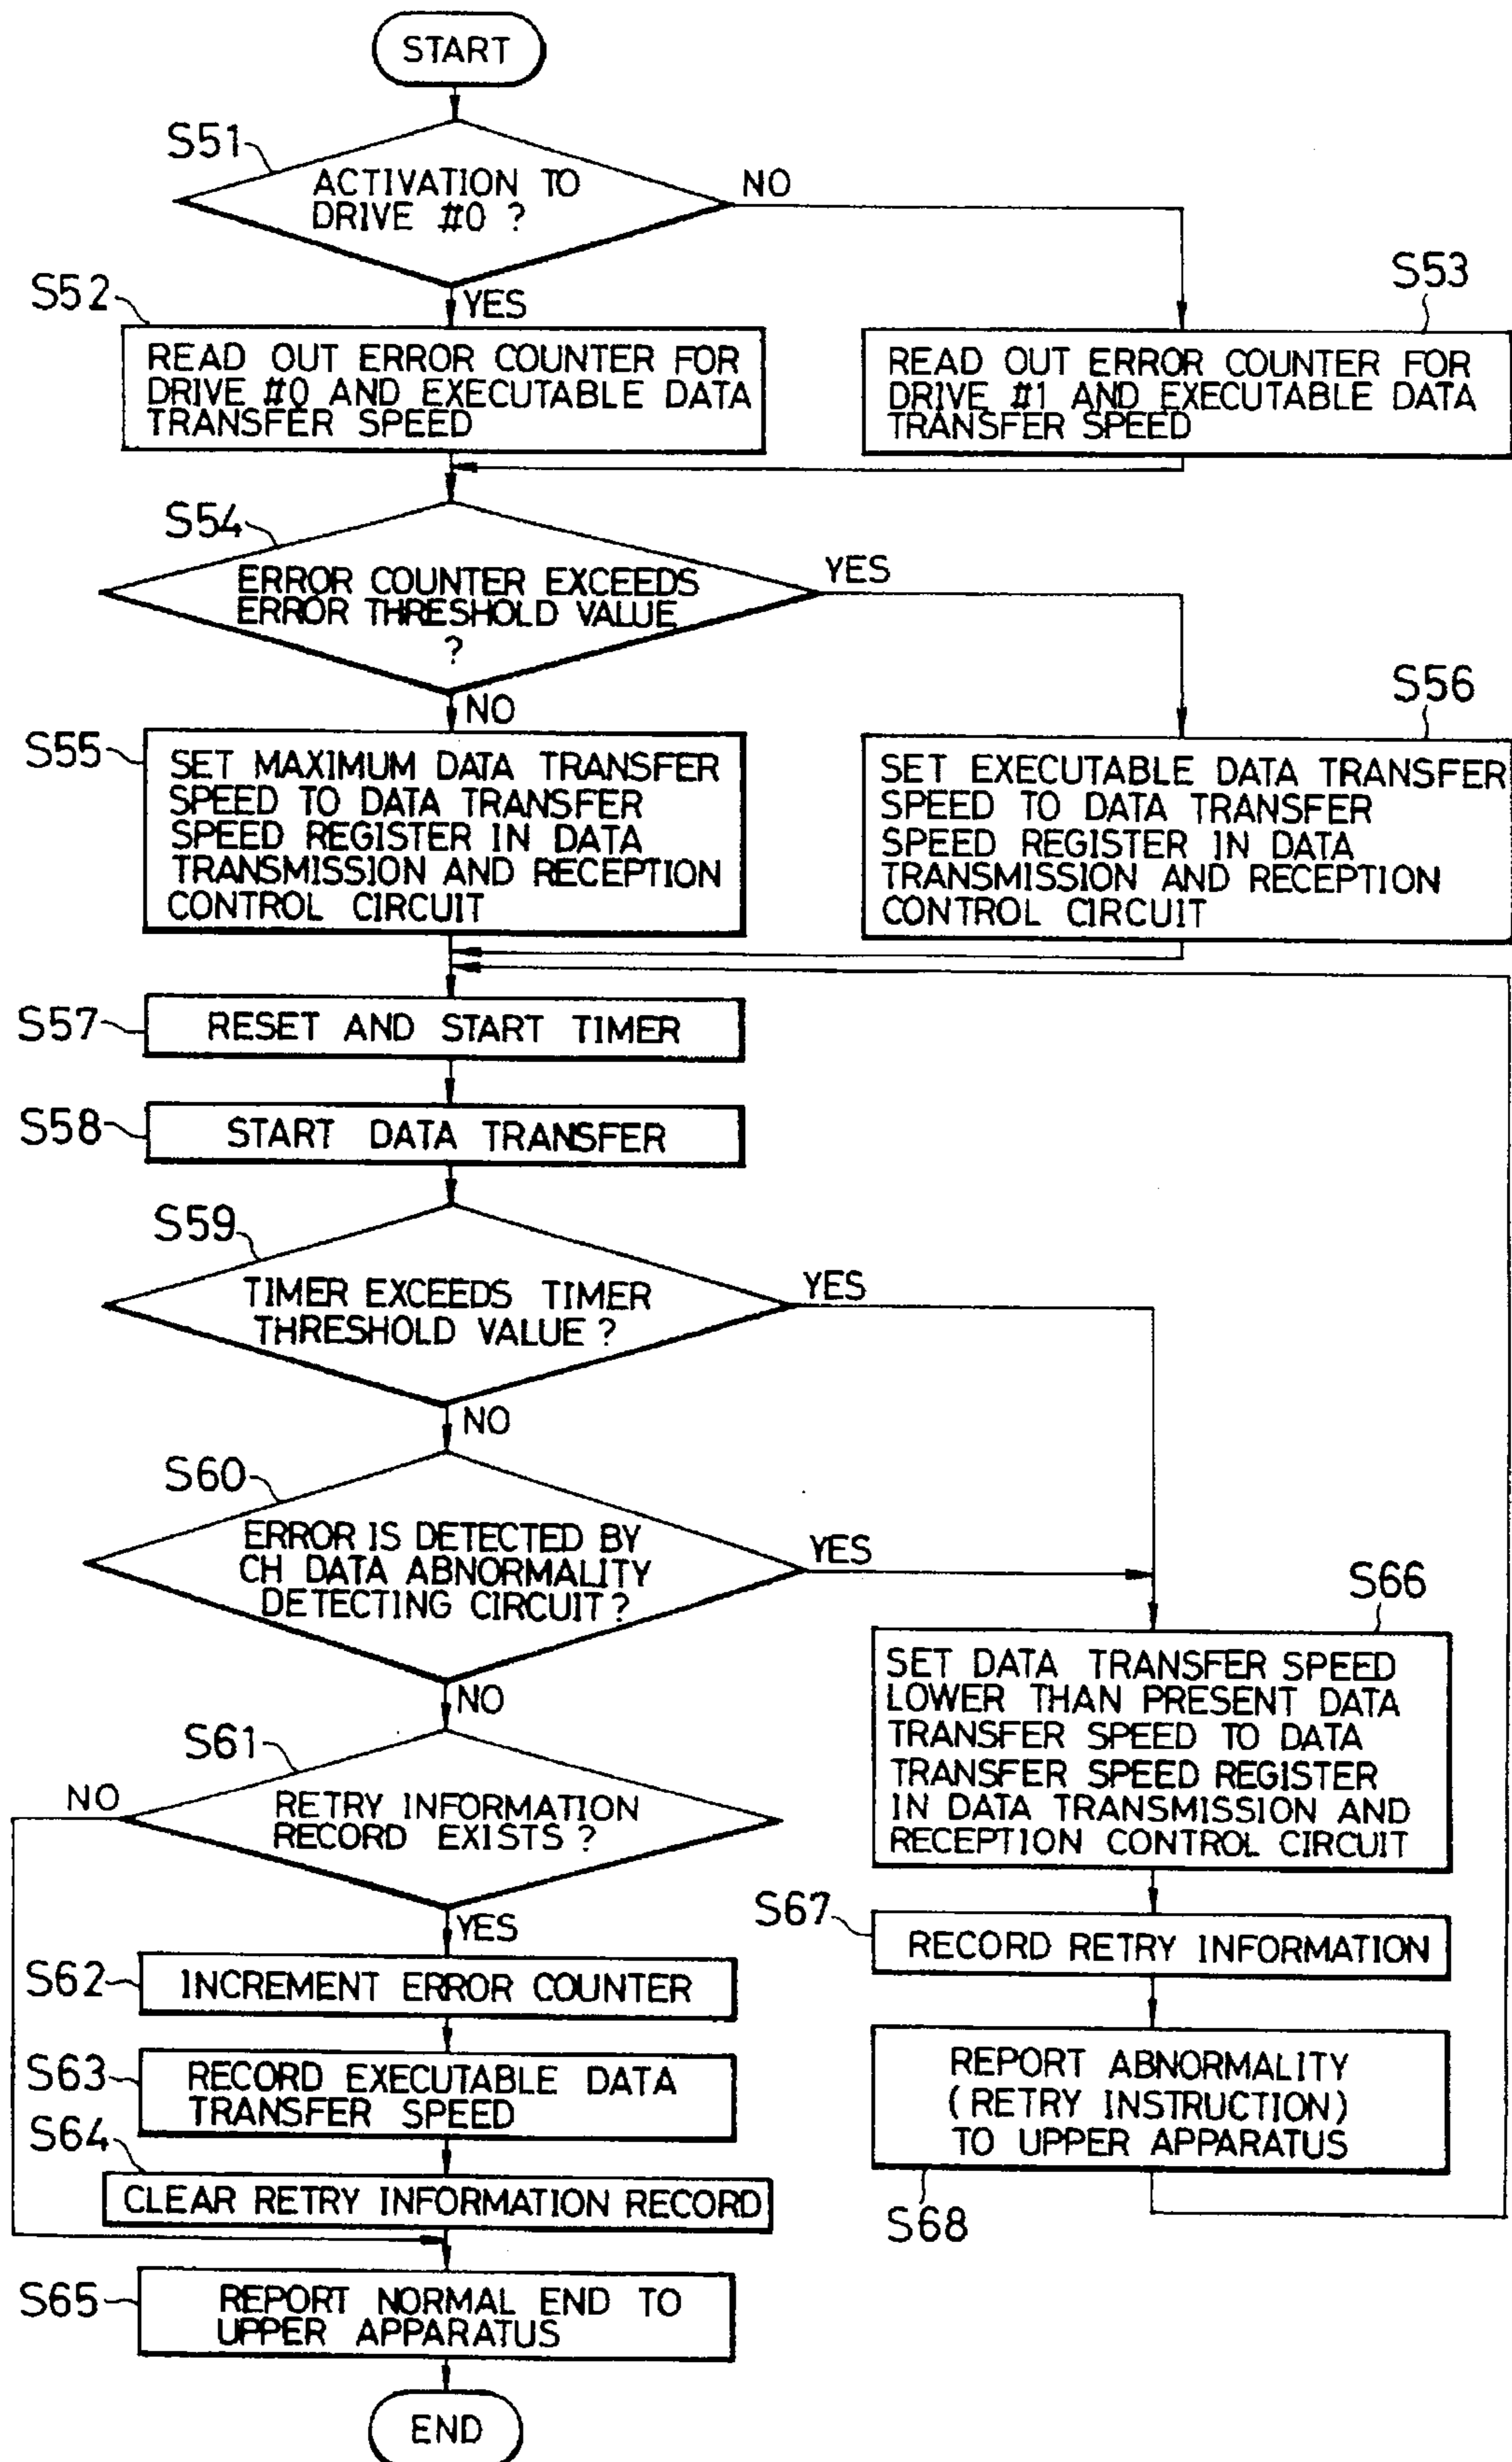 START
S51
ACTIVATION TO
DRIVE #0 ?
NO
YES
S52
READ OUT ERROR COUNTER FOR
DRIVE #0 AND EXECUTABLE DATA
TRANSFER SPEED
S53
READ OUT ERROR COUNTER FOR
DRIVE #1 AND EXECUTABLE DATA
TRANSFER SPEED
S54
ERROR COUNTER EXCEEDS
ERROR THRESHOLD VALUE
?
YES
NO
S55
SET MAXIMUM DATA TRANSFER
SPEED TO DATA TRANSFER
SPEED REGISTER IN DATA
TRANSMISSION AND RECEPTION
CONTROL CIRCUIT
S56
SET EXECUTABLE DATA TRANSFER
SPEED TO DATA TRANSFER
SPEED REGISTER IN DATA
TRANSMISSION AND RECEPTION
CONTROL CIRCUIT
S57
RESET AND START TIMER
S58
START DATA TRANSFER
S59
TIMER EXCEEDS TIMER
THRESHOLD VALUE ?
YES
NO
S60
ERROR IS DETECTED BY
CH DATA ABNORMALITY
DETECTING CIRCUIT ?
YES
NO
S61
RETRY INFORMATION
RECORD EXISTS ?
NO
YES
S62
INCREMENT ERROR COUNTER
S63
RECORD EXECUTABLE DATA
TRANSFER SPEED
S64
CLEAR RETRY INFORMATION RECORD
S65
REPORT NORMAL END TO
UPPER APPARATUS
END
S66
SET DATA TRANSFER SPEED
LOWER THAN PRESENT DATA
TRANSFER SPEED TO DATA
TRANSFER SPEED REGISTER
IN DATA TRANSMISSION AND
RECEPTION CONTROL CIRCUIT
S67
RECORD RETRY INFORMATION
REPORT ABNORMALITY
(RETRY INSTRUCTION)
TO UPPER APPARATUS
S68